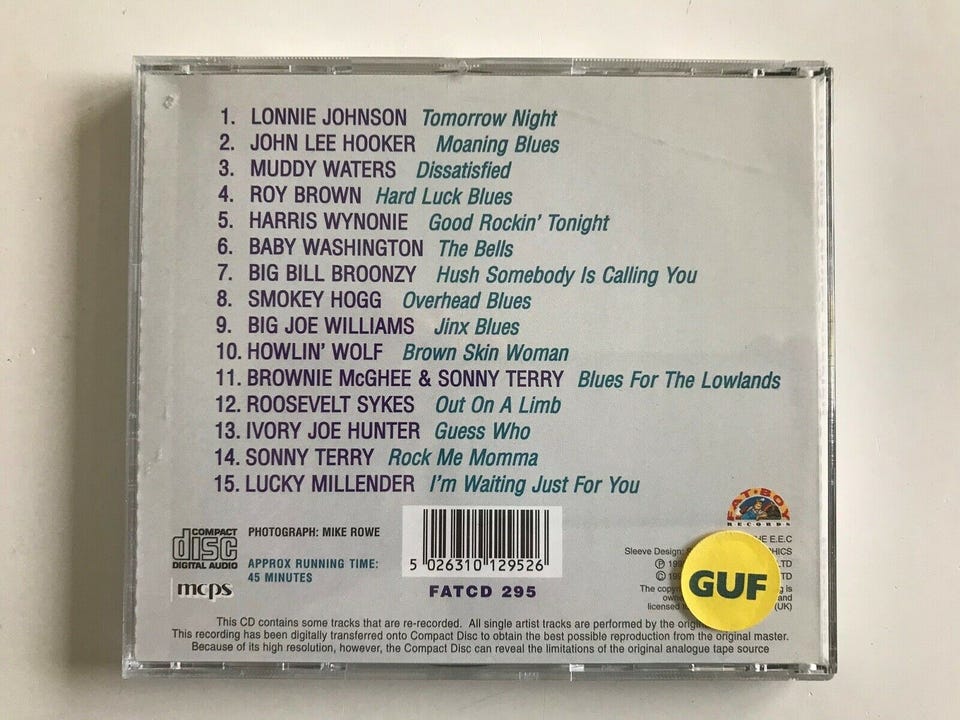 1. LONNIE JOHNSON Tomorrow Night
2. JOHN LEE HOOKER Moaning Blues
3. MUDDY WATERS Dissatisfied
4. ROY BROWN Hard Luck Blues
5. HARRIS WYNONIE Good Rockin' Tonight
6. BABY WASHINGTON The Bells
7. BIG BILL BROONZY Hush Somebody Is Calling You
8. SMOKEY HOGG Overhead Blues
9. BIG JOE WILLIAMS Jinx Blues
10. HOWLIN' WOLF Brown Skin Woman
11. BROWNIE McGHEE & SONNY TERRY Blues For The Lowlands
12. ROOSEVELT SYKES Out On A Limb
13. IVORY JOE HUNTER Guess Who
14. SONNY TERRY Rock Me Momma
15. LUCKY MILLENDER I'm Waiting Just For You
COMPACT
disc
DIGITAL AUDIO
mcps
PHOTOGRAPH: MIKE ROWE
APPROX RUNNING TIME:
45 MINUTES
5 026310 129526
FATCD 295
FAT-BOY
RECORDS
E.E.C
Sleeve Design:
LTD
LTD
The
is
and
licensed (UK)
GUF
This CD contains some tracks that are re-recorded. All single artist tracks are performed by the
This recording has been digitally transferred onto Compact Disc to obtain the best possible reproduction from the original master.
Because of its high resolution, however, the Compact Disc can reveal the limitations of the original analogue tape source